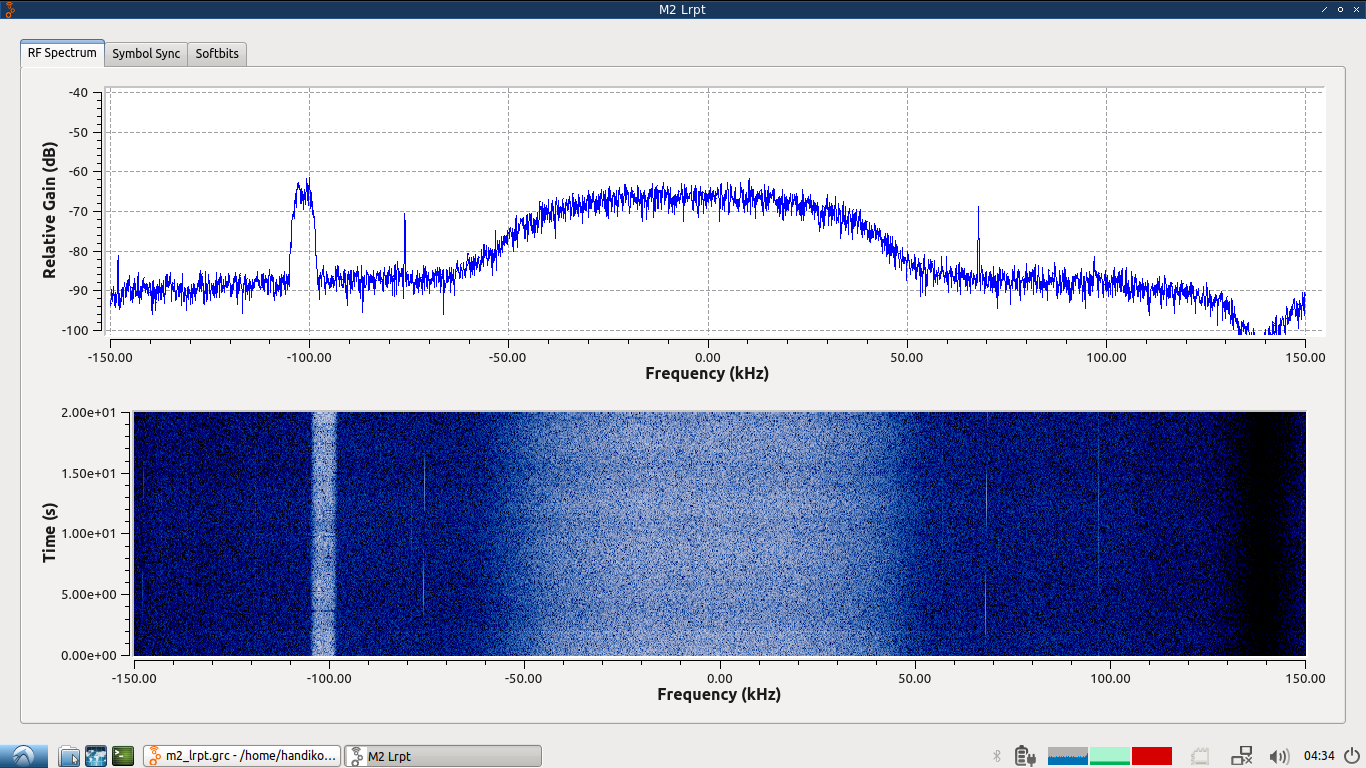 M2 Lrpt
RF Spectrum Symbol Sync Softbits
Relative Gain (dB)
-40
-50
-60
-70
-80
-90
-100
-150.00 -100.00 -50.00 0.00 50.00 100.00 150.00
Frequency (kHz)
Time (s)
2.00e+01
1.50e+01
1.00e+01
5.00e+00
0.00e+00
-150.00 -100.00 -50.00 0.00 50.00 100.00 150.00
Frequency (kHz)
m2_lrpt.grc - /home/handiko... M2 Lrpt 04:34